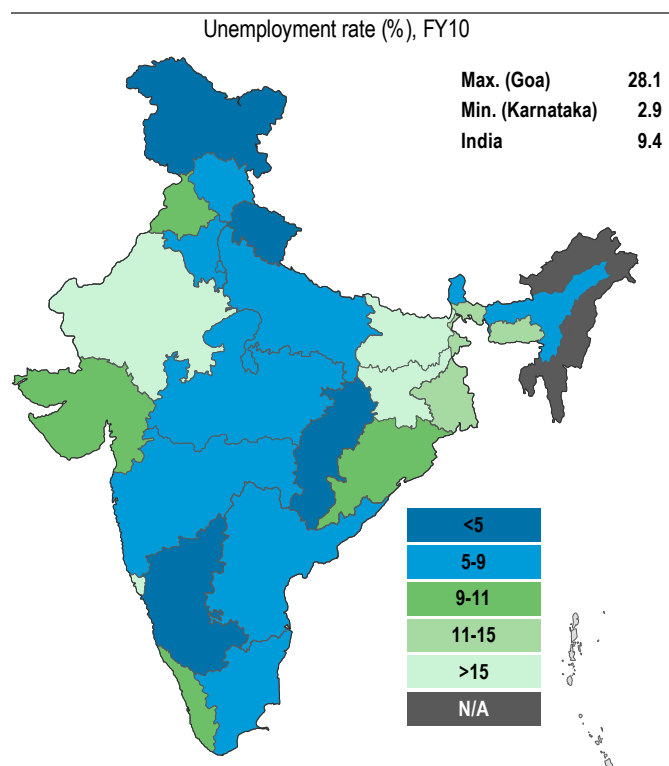 Unemployment rate (%), FY10
Max. (Goa) 28.1
Min. (Karnataka) 2.9
India 9.4
<5
5-9
9-11
11-15
>15
N/A